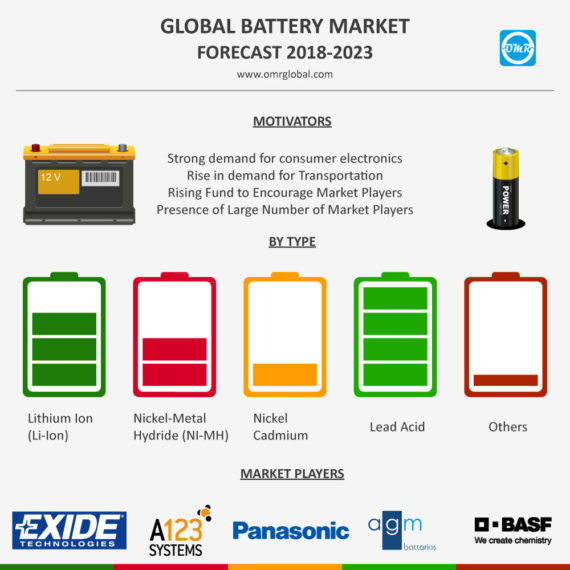 GLOBAL BATTERY MARKET
FORECAST 2018-2023
www.omrglobal.com
OMR
MOTIVATORS
Strong demand for consumer electronics
Rise in demand for Transportation
Rising Fund to Encourage Market Players
Presence of Large Number of Market Players
12 V
+
POWER
-
BY TYPE
Lithium Ion
(Li-Ion)
Nickel-Metal
Hydride (NI-MH)
Nickel
Cadmium
Lead Acid
Others
MARKET PLAYERS
EXIDE
TECHNOLOGIES
A123
SYSTEMS
Panasonic
agm
batteries
BASF
We create chemistry